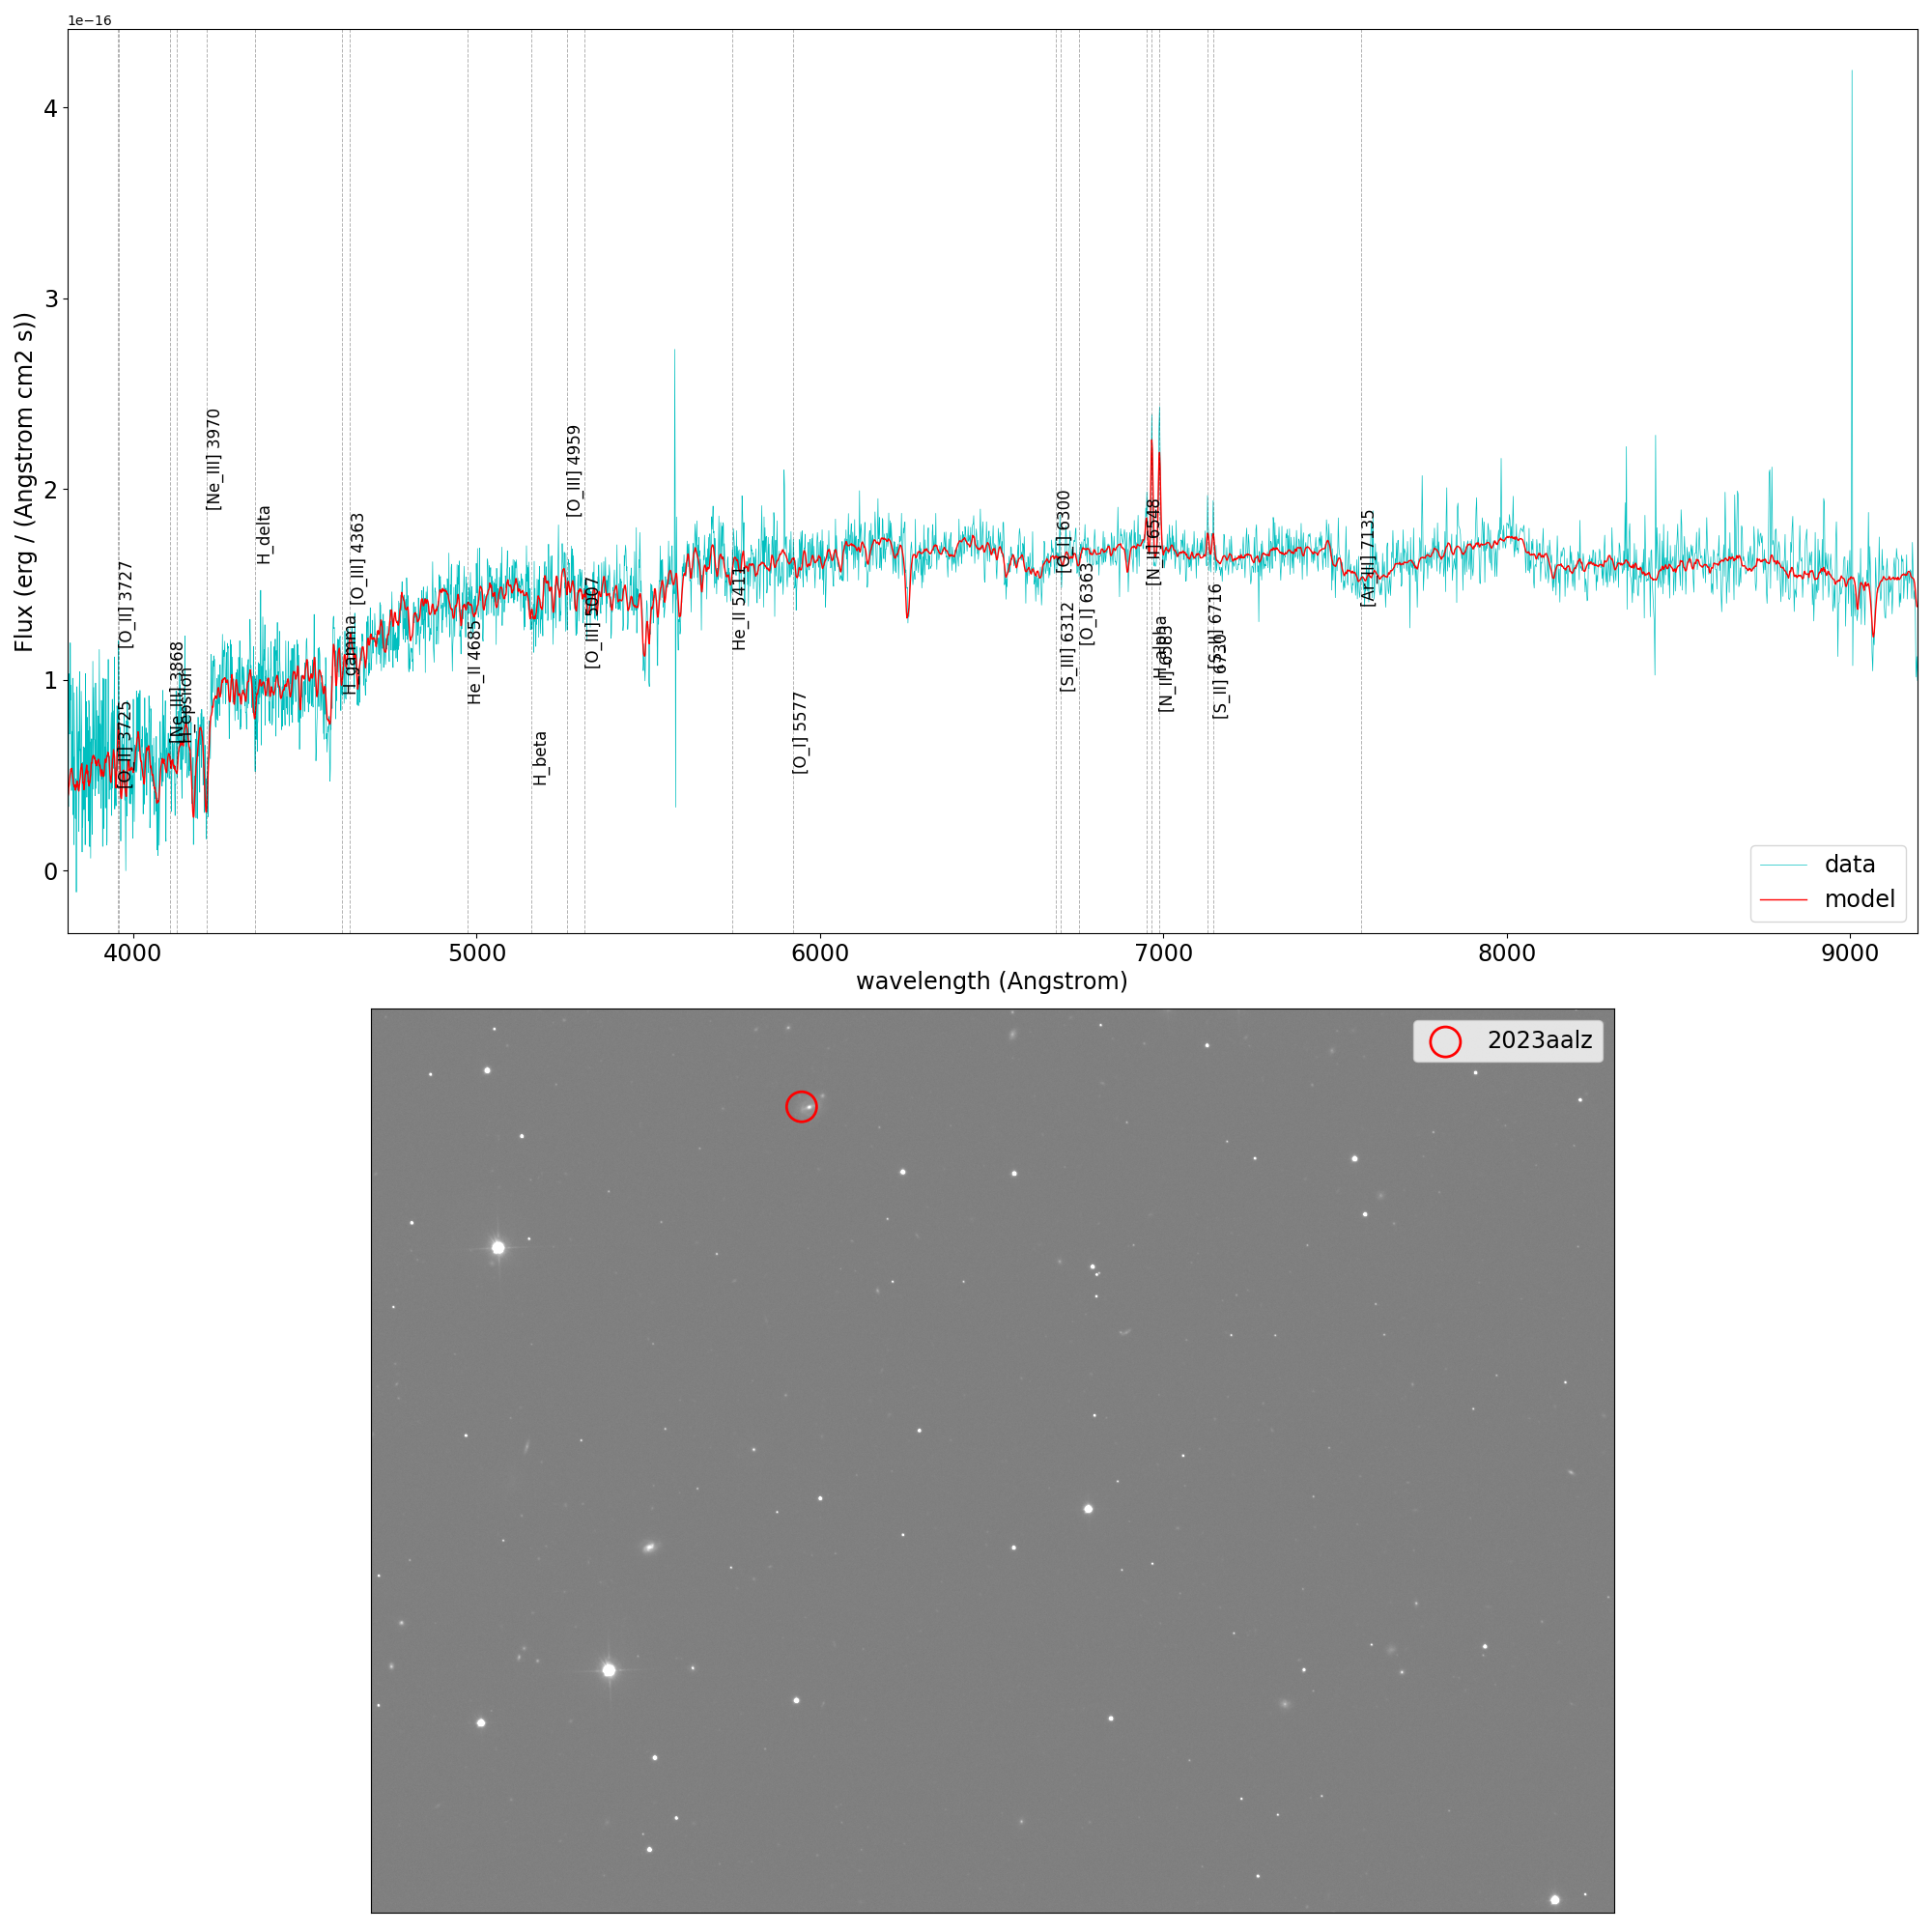 1e−16
Flux (erg / (Angstrom cm2 s))
4
3
2
1
0
[O_II] 3727
[O_II] 3725
[Ne_III] 3868
H_epsilon
[Ne_III] 3970
H_delta
H_gamma
[O_III] 4363
He_II 4685
H_beta
[O_III] 4959
[O_III] 5007
He_II 5411
[O_I] 5577
[O_I] 6300
[S_III] 6312
[O_I] 6363
[N_II] 6548
H_alpha
[N_II] 6583
[S_II] 6716
[S_II] 6730
[Ar_III] 7135
data
model
4000 5000 6000 7000 8000 9000
wavelength (Angstrom)
2023aalz